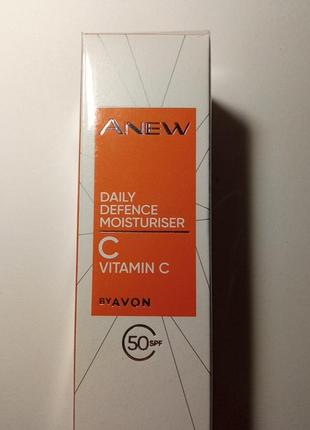 ANEW
DAILY
DEFENCE
MOISTURISER
C
VITAMIN C
BY AVON
50 SPF